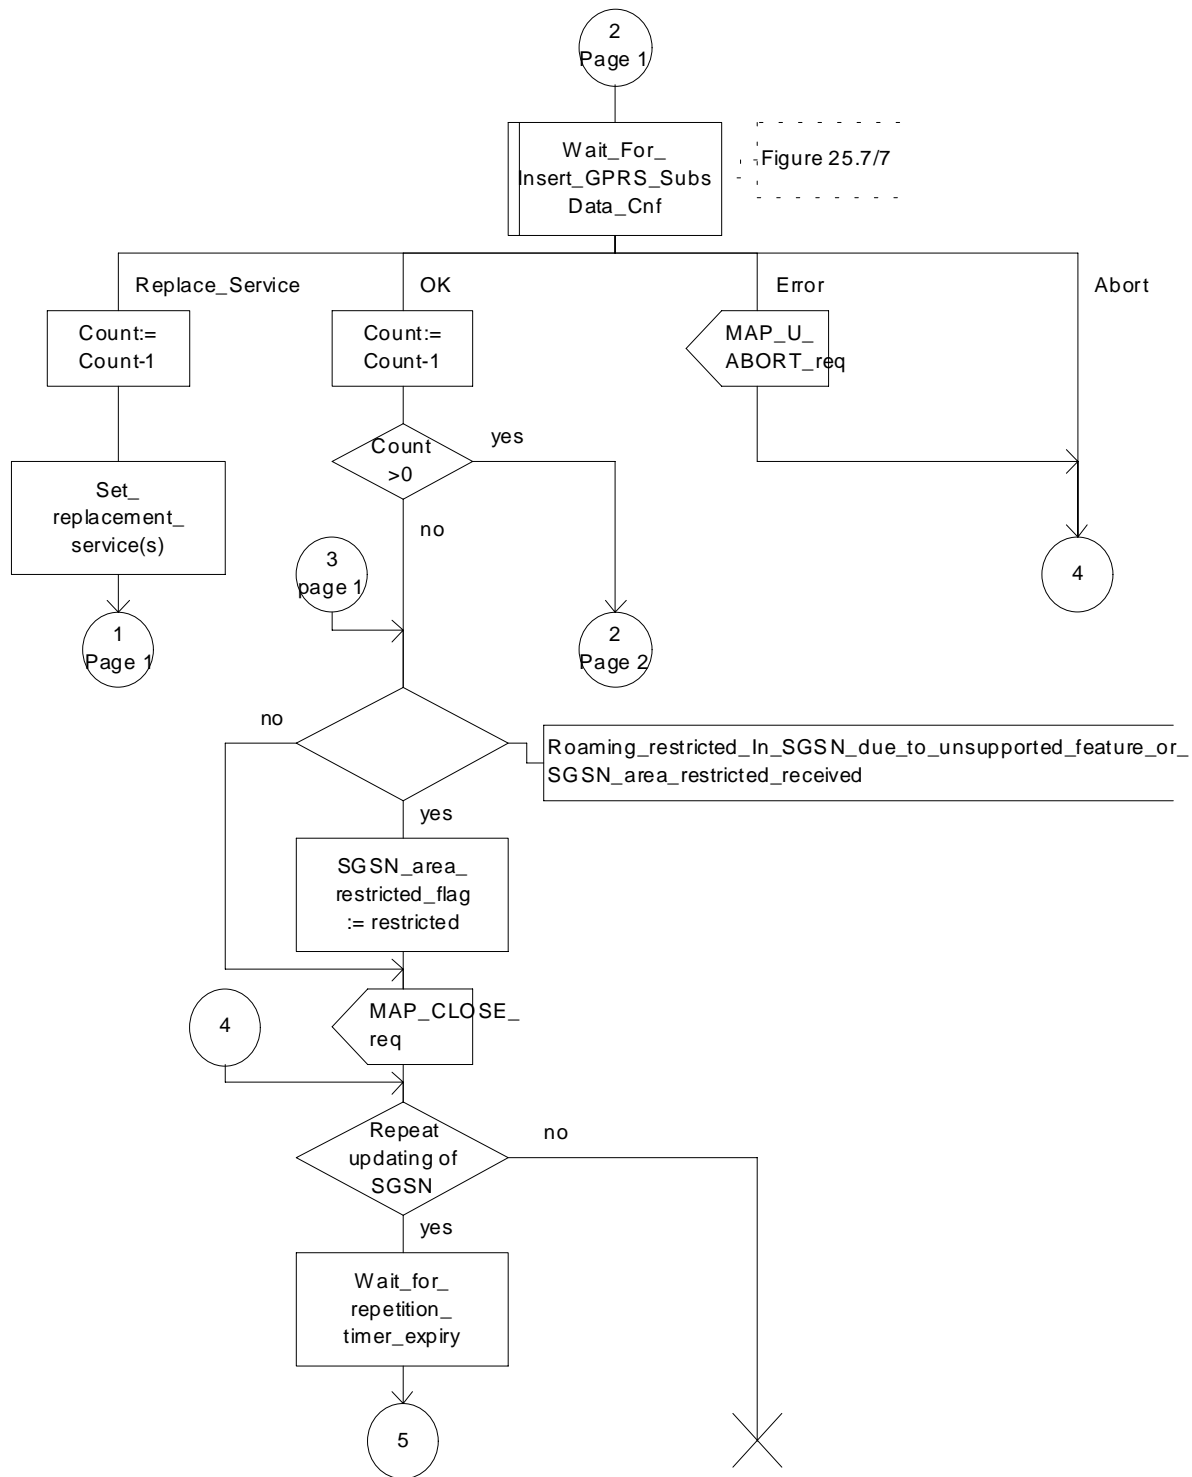 2
Page 1
Wait_For_
Insert_GPRS_Subs
Data_Cnf
Figure 25.7/7
Replace_Service
OK
Error
Abort
Count:=
Count-1
Count:=
Count-1
MAP_U_
ABORT_req
Count
>0
yes
no
Set_
replacement_
service(s)
3
page 1
4
1
Page 1
2
Page 2
no
Roaming_restricted_In_SGSN_due_to_unsupported_feature_or_
SGSN_area_restricted_received
yes
SGSN_area_
restricted_flag
:= restricted
4
MAP_CLOSE_
req
Repeat
updating of
SGSN
no
yes
Wait_for_
repetition_
timer_expiry
5